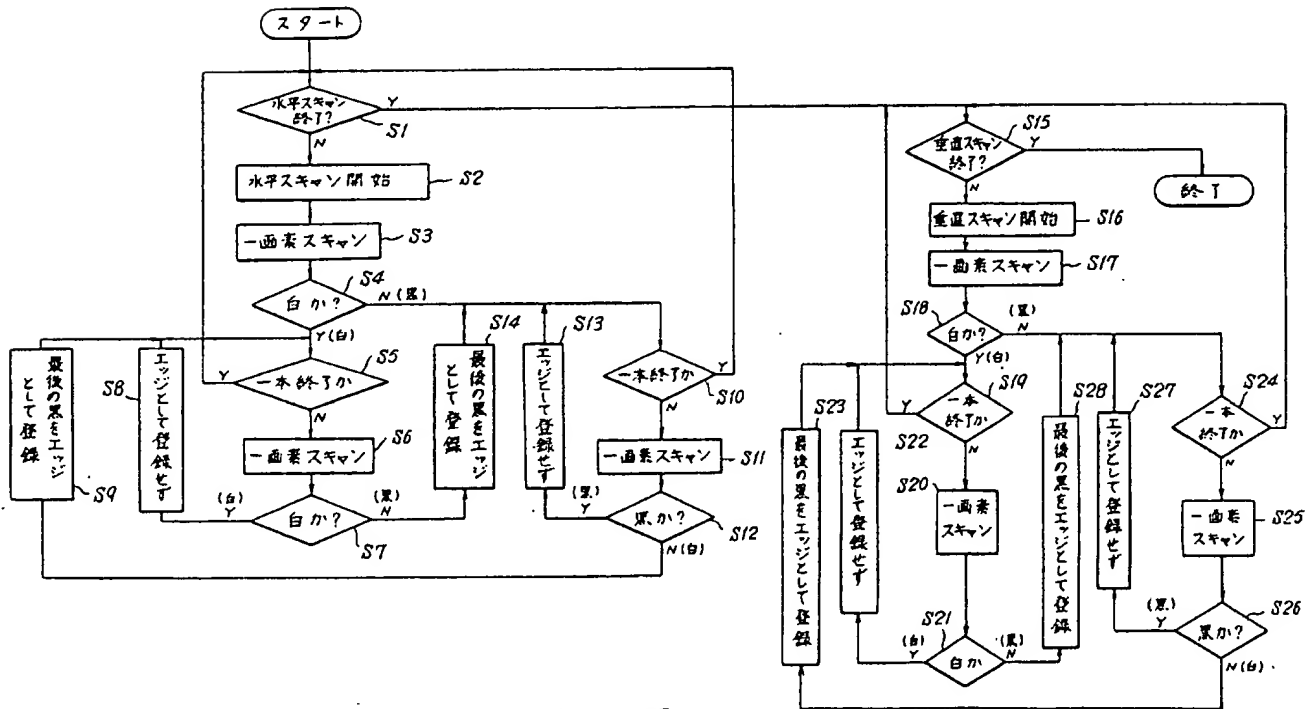 スタート
水平スキャン
終了?
Y
S1
N
水平スキャン開始
S2
一画素スキャン
S3
S4
白か?
N(黒)
Y(白)
S5
一本終了か
Y
N
S6
一画素スキャン
白か?
S7
(白)
Y
(黒)
N
S8
エッジとして登録せず
最後の黒をエッジ
として登録
S9
S14
最後の黒をエッジ
として登録
S13
エッジとして登録せず
一本終了か
Y
S10
N
一画素スキャン
S11
黒か?
(黒)
Y
S12
N(白)
S15
垂直スキャン
終了?
Y
終了
N
垂直スキャン開始
S16
一画素スキャン
S17
S18
白か?
(黒)
N
Y(白)
S19
一本
終了か
Y
S22
N
S20
一画素
スキャン
S21
白か
(白)
Y
(黒)
N
S23
最後の黒をエッジとして登録
エッジとして登録せず
S28
最後の黒をエッジとして登録
S27
エッジとして登録せず
S24
一本
終了か
Y
N
一画素
スキャン
S25
黒か?
(黒)
Y
S26
N(白)